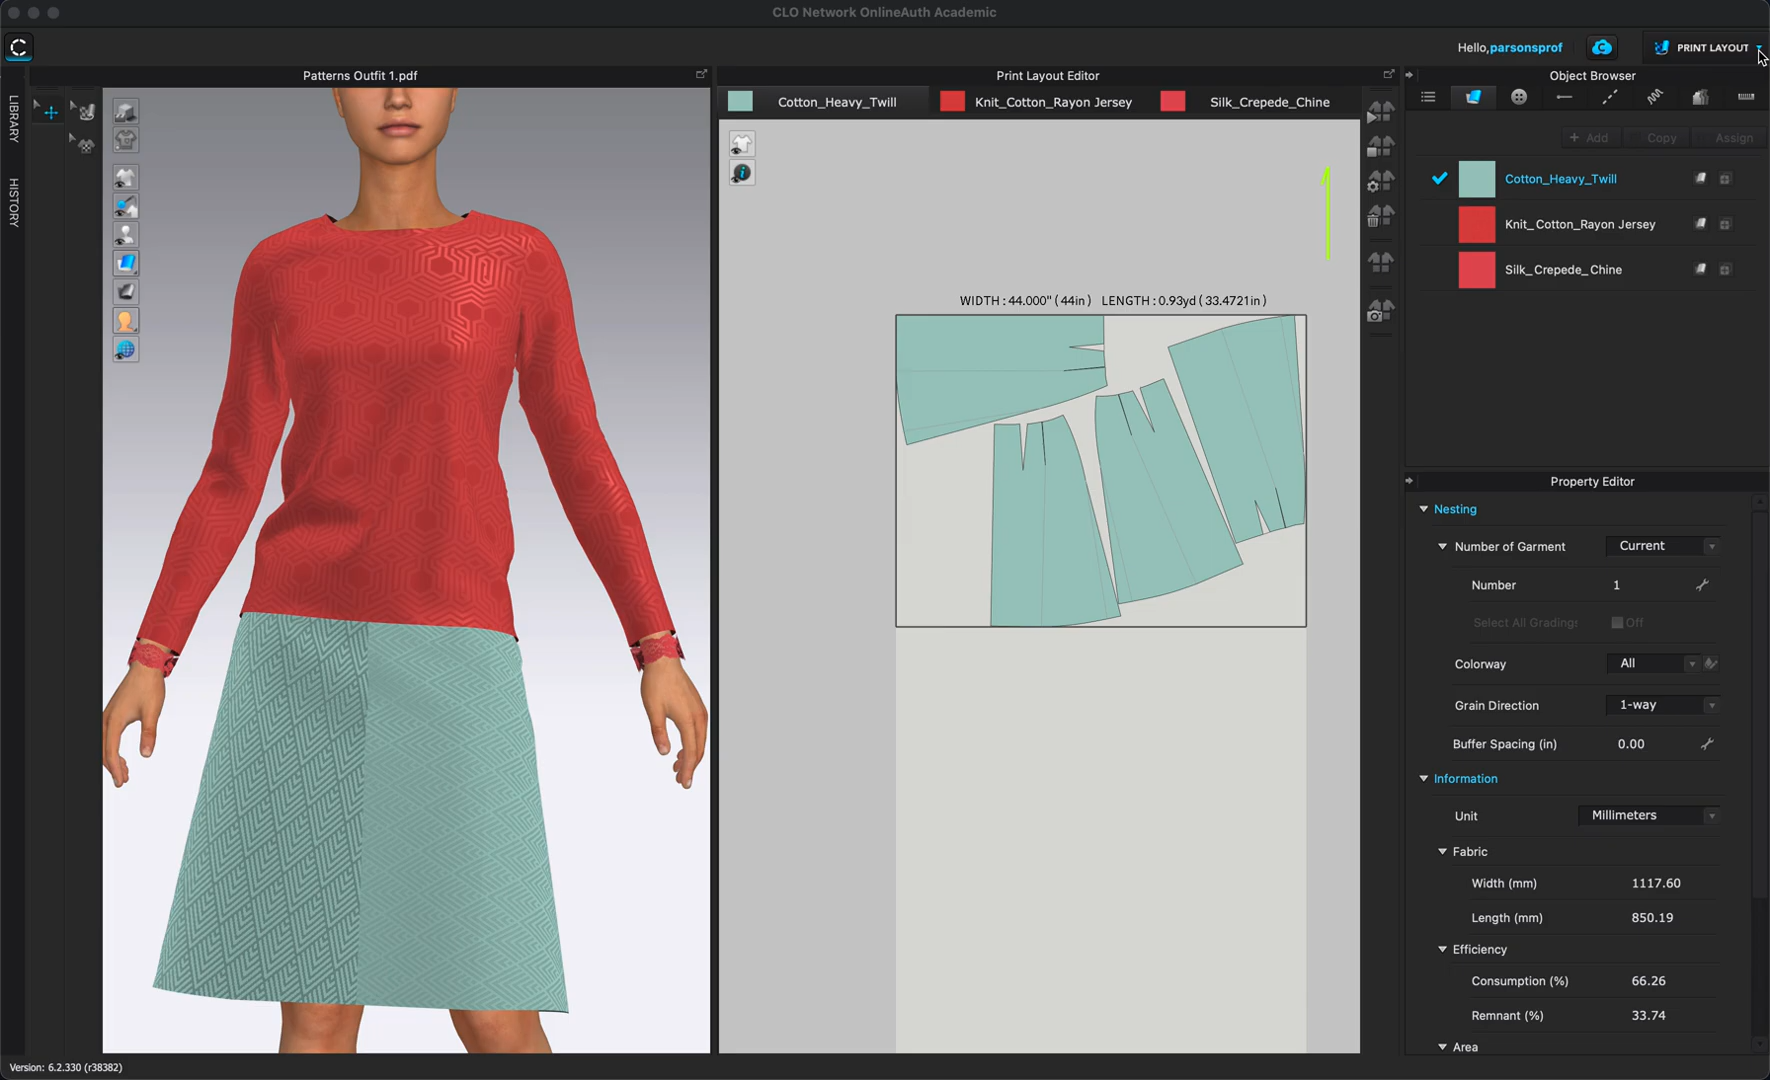 CLO Network OnlineAuth Academic
Hello, parsonsprof
PRINT LAYOUT
Patterns Outfit 1.pdf
Print Layout Editor
Object Browser
LIBRARY
HISTORY
Cotton_Heavy_Twill
Knit_Cotton_Rayon Jersey
Silk_Crepede_Chine
+ Add
Copy
Assign
Cotton_Heavy_Twill
Knit_Cotton_Rayon Jersey
Silk_Crepede_Chine
WIDTH : 44.000" ( 44in ) LENGTH : 0.93yd ( 33.4721in )
Property Editor
Nesting
Number of Garment Current
Number 1
Select All Gradings Off
Colorway All
Grain Direction 1-way
Buffer Spacing (in) 0.00
Information
Unit Millimeters
Fabric
Width (mm) 1117.60
Length (mm) 850.19
Efficiency
Consumption (%) 66.26
Remnant (%) 33.74
Area
Version: 6.2.330 (r38382)